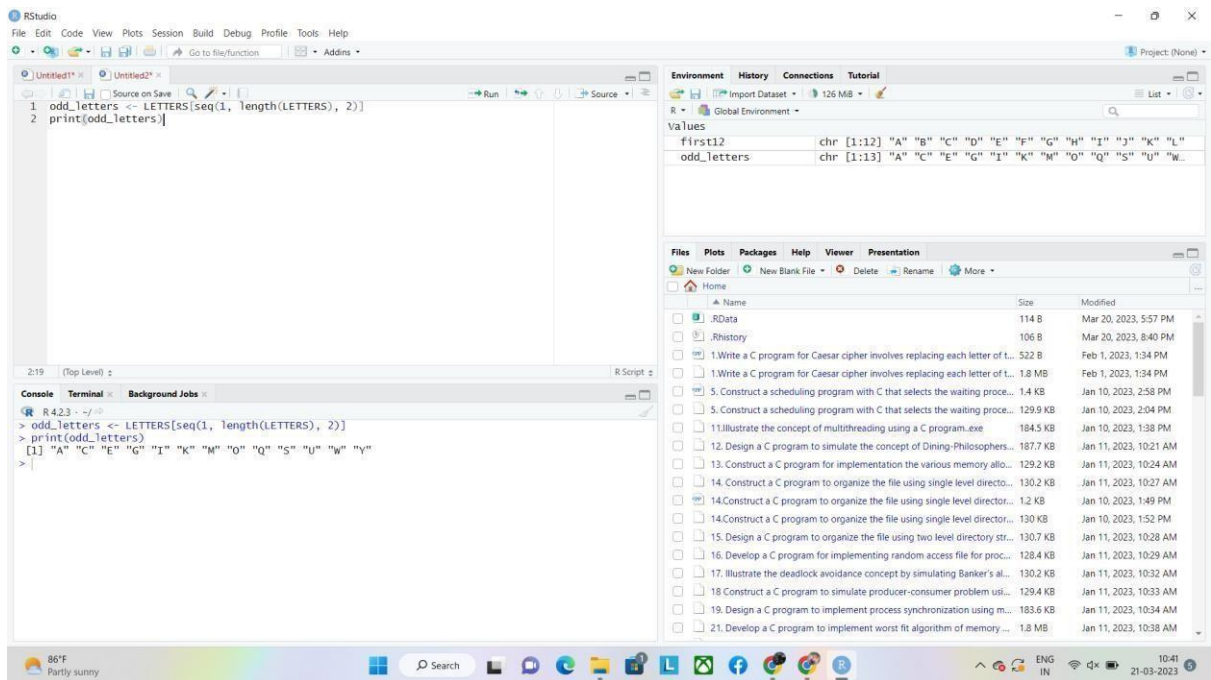 RStudio
File Edit Code View Plots Session Build Debug Profile Tools Help
Go to file/function Addins Project: (None)
Untitled1* Untitled2*
Source on Save Run Source
1 odd_letters <- LETTERS[seq(1, length(LETTERS), 2)]
2 print(odd_letters)
2:19 (Top Level) R Script
Console Terminal Background Jobs
R 4.2.3 · ~/
> odd_letters <- LETTERS[seq(1, length(LETTERS), 2)]
> print(odd_letters)
[1] "A" "C" "E" "G" "I" "K" "M" "O" "Q" "S" "U" "W" "Y"
>
Environment History Connections Tutorial
Import Dataset 126 MiB List
R Global Environment
Values
first12 chr [1:12] "A" "B" "C" "D" "E" "F" "G" "H" "I" "J" "K" "L"
odd_letters chr [1:13] "A" "C" "E" "G" "I" "K" "M" "O" "Q" "S" "U" "W…
Files Plots Packages Help Viewer Presentation
New Folder New Blank File Delete Rename More
Home
Name Size Modified
.RData 114 B Mar 20, 2023, 5:57 PM
.Rhistory 106 B Mar 20, 2023, 8:40 PM
1.Write a C program for Caesar cipher involves replacing each letter of t... 522 B Feb 1, 2023, 1:34 PM
1.Write a C program for Caesar cipher involves replacing each letter of t... 1.8 MB Feb 1, 2023, 1:34 PM
5. Construct a scheduling program with C that selects the waiting proce... 1.4 KB Jan 10, 2023, 2:58 PM
5. Construct a scheduling program with C that selects the waiting proce... 129.9 KB Jan 10, 2023, 2:04 PM
11.Illustrate the concept of multithreading using a C program..exe 184.5 KB Jan 10, 2023, 1:38 PM
12. Design a C program to simulate the concept of Dining-Philosophers... 187.7 KB Jan 11, 2023, 10:21 AM
13. Construct a C program for implementation the various memory allo... 129.2 KB Jan 11, 2023, 10:24 AM
14. Construct a C program to organize the file using single level directo... 130.2 KB Jan 11, 2023, 10:27 AM
14.Construct a C program to organize the file using single level director... 1.2 KB Jan 10, 2023, 1:49 PM
14.Construct a C program to organize the file using single level director... 130 KB Jan 10, 2023, 1:52 PM
15. Design a C program to organize the file using two level directory str... 130.7 KB Jan 11, 2023, 10:28 AM
16. Develop a C program for implementing random access file for proc... 128.4 KB Jan 11, 2023, 10:29 AM
17. Illustrate the deadlock avoidance concept by simulating Banker's al... 130.2 KB Jan 11, 2023, 10:32 AM
18 Construct a C program to simulate producer-consumer problem usi... 129.4 KB Jan 11, 2023, 10:33 AM
19. Design a C program to implement process synchronization using m... 183.6 KB Jan 11, 2023, 10:34 AM
21. Develop a C program to implement worst fit algorithm of memory ... 1.8 MB Jan 11, 2023, 10:38 AM
86°F
Partly sunny
Search
ENG
IN
10:41
21-03-2023
5